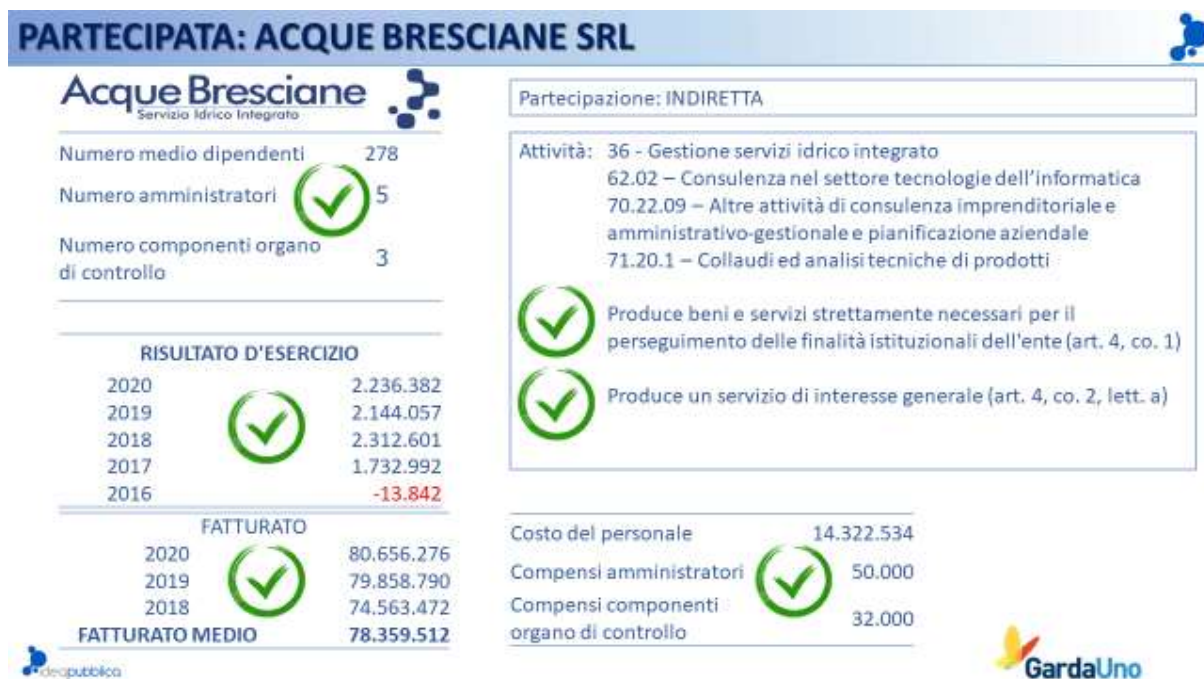 PARTECIPATA: ACQUE BRESCIANE SRL
Acque Bresciane
Servizio Idrico Integrato
Numero medio dipendenti 278
Numero amministratori 5
Numero componenti organo
di controllo 3
RISULTATO D'ESERCIZIO
2020 2.236.382
2019 2.144.057
2018 2.312.601
2017 1.732.992
2016 -13.842
FATTURATO
2020 80.656.276
2019 79.858.790
2018 74.563.472
FATTURATO MEDIO 78.359.512
ideapubblica
Partecipazione: INDIRETTA
Attività: 36 - Gestione servizi idrico integrato
62.02 – Consulenza nel settore tecnologie dell'informatica
70.22.09 – Altre attività di consulenza imprenditoriale e
amministrativo-gestionale e pianificazione aziendale
71.20.1 – Collaudi ed analisi tecniche di prodotti
Produce beni e servizi strettamente necessari per il
perseguimento delle finalità istituzionali dell'ente (art. 4, co. 1)
Produce un servizio di interesse generale (art. 4, co. 2, lett. a)
Costo del personale 14.322.534
Compensi amministratori 50.000
Compensi componenti
organo di controllo 32.000
GardaUno